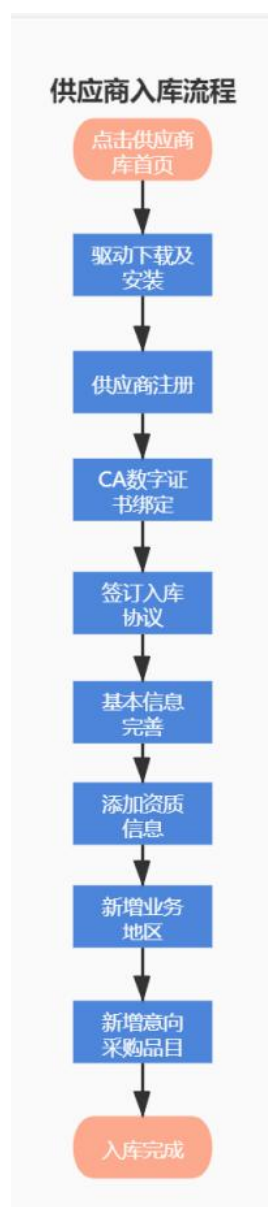 供应商入库流程
点击供应商
库首页
驱动下载及
安装
供应商注册
CA数字证
书绑定
签订入库
协议
基本信息
完善
添加资质
信息
新增业务
地区
新增意向
采购品目
入库完成